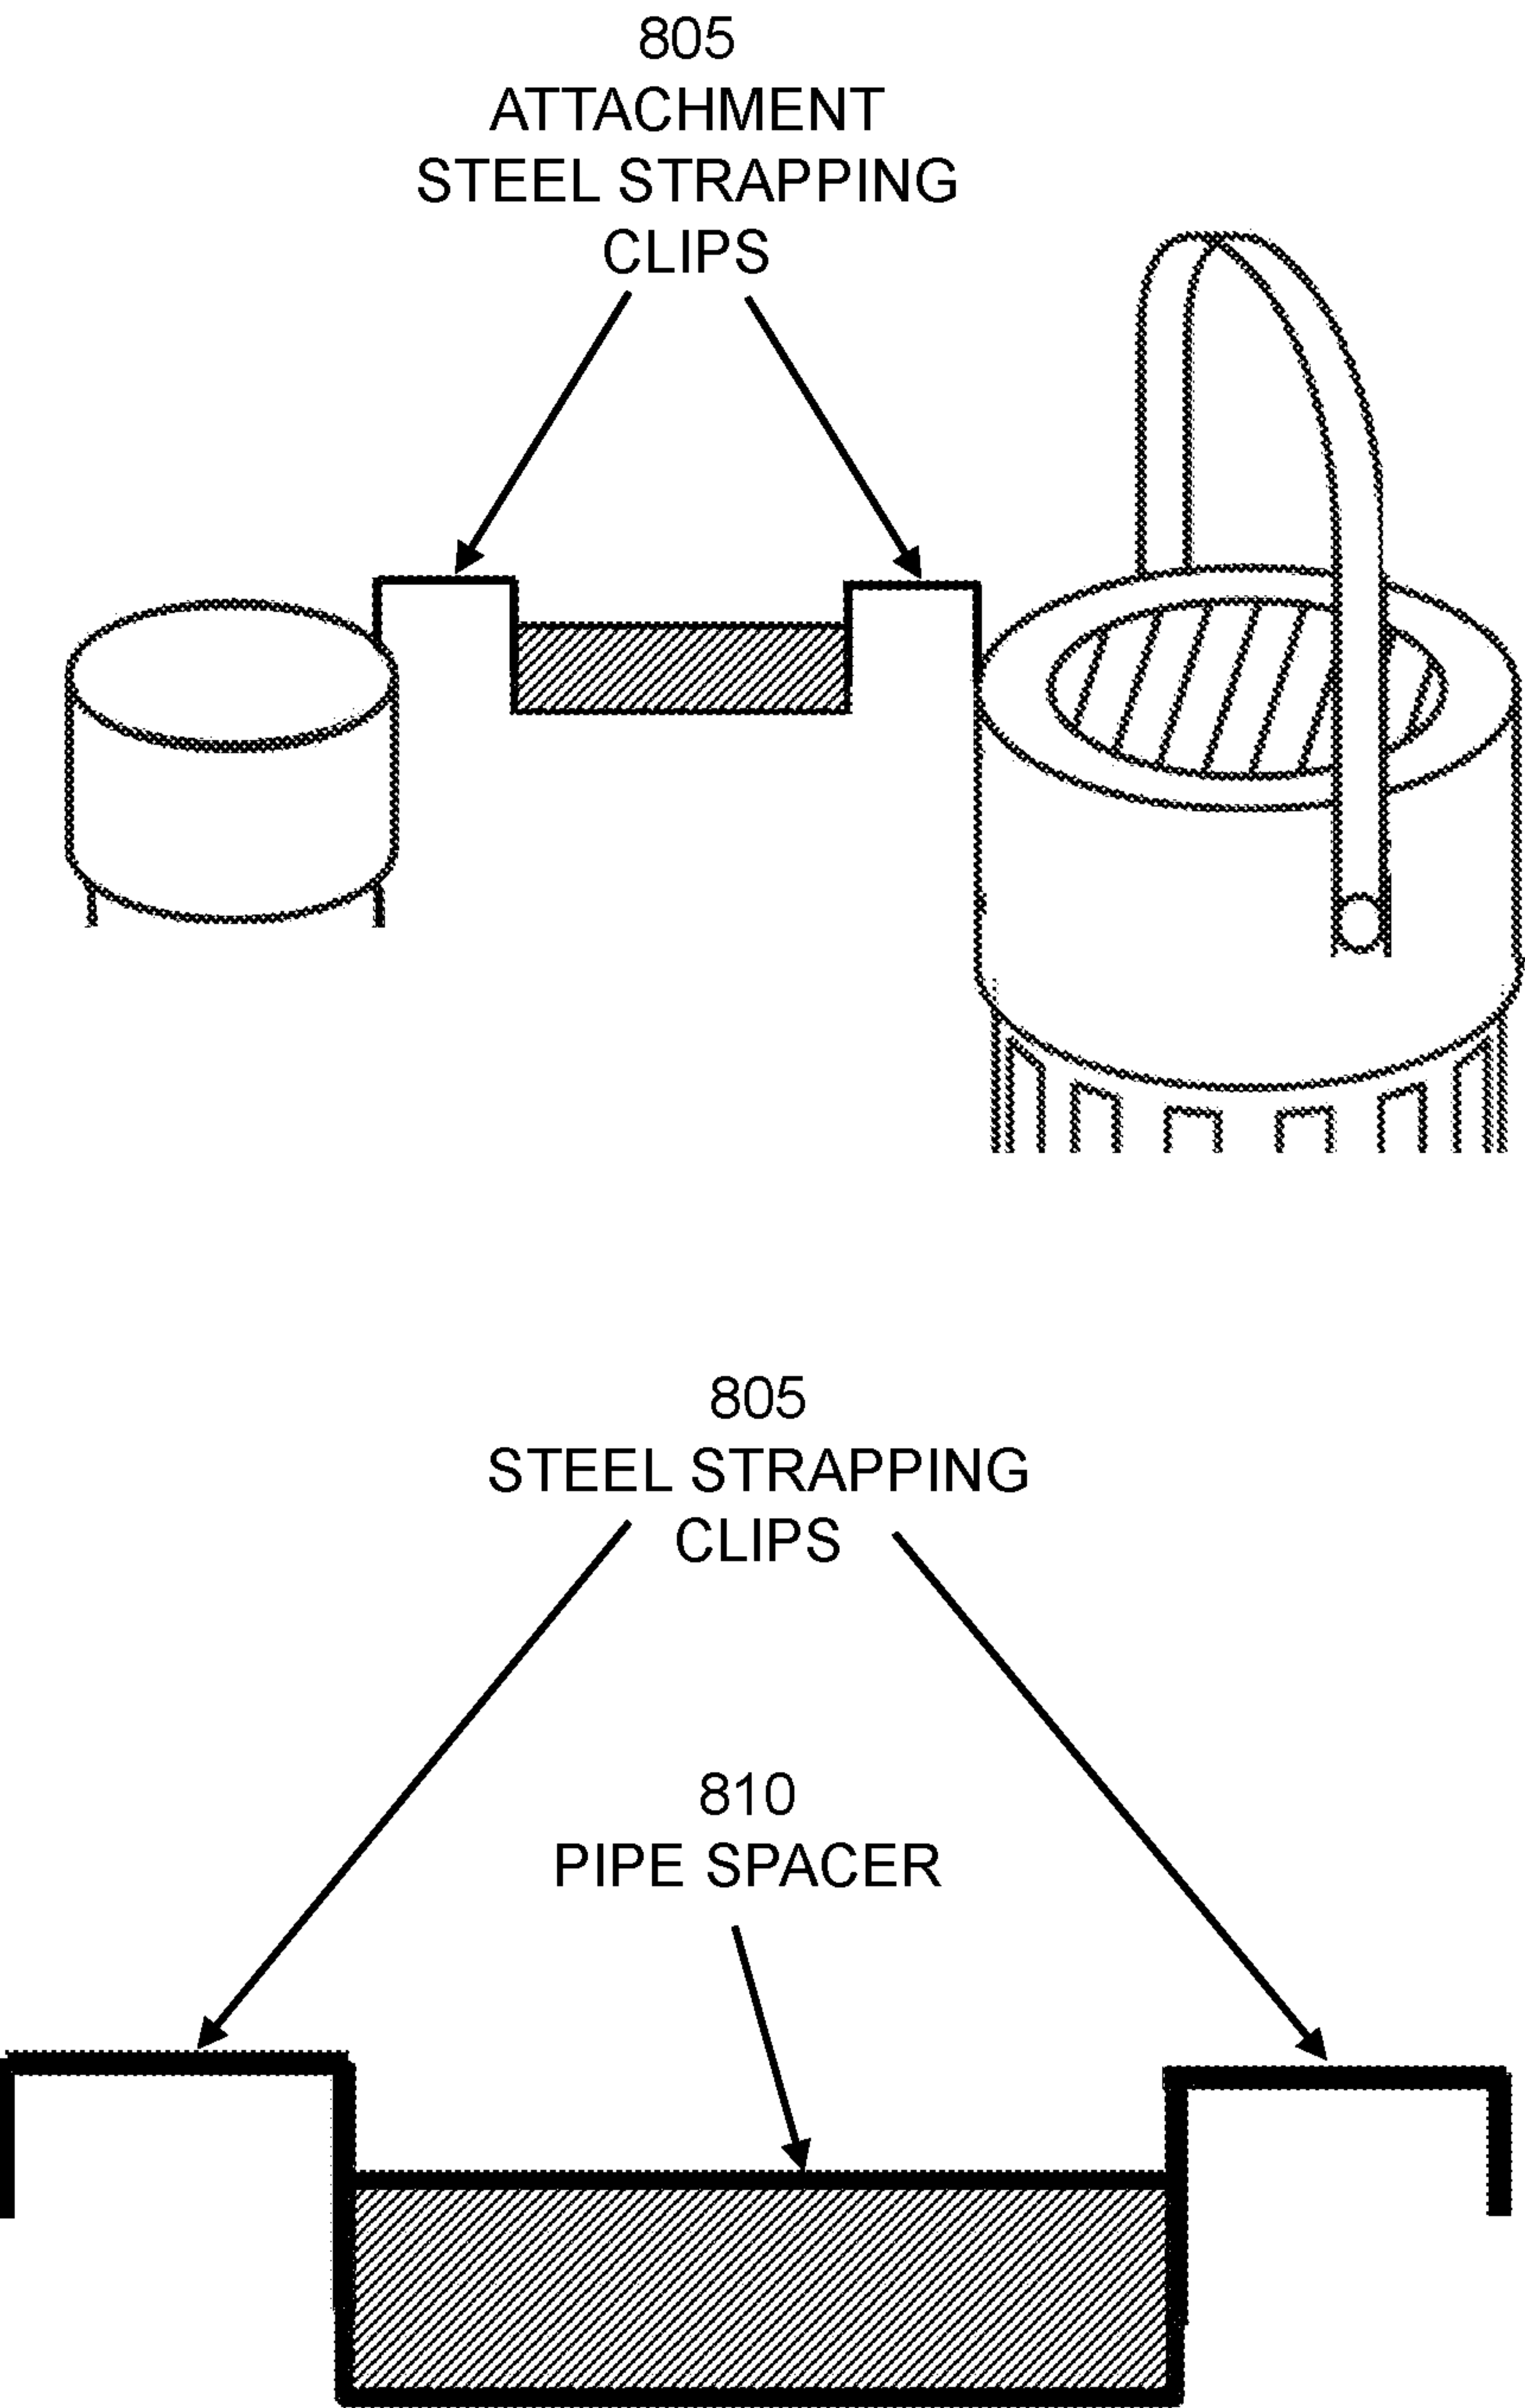 805
ATTACHMENT
STEEL STRAPPING
CLIPS
805
STEEL STRAPPING
CLIPS
810
PIPE SPACER